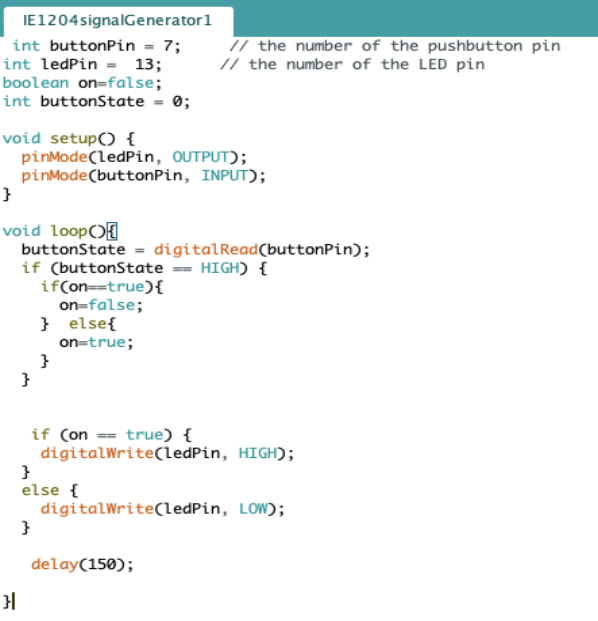 IE1204signalGenerator1
int buttonPin = 7;     // the number of the pushbutton pin
int ledPin =  13;      // the number of the LED pin
boolean on=false;
int buttonState = 0;
void setup() {
  pinMode(ledPin, OUTPUT);
  pinMode(buttonPin, INPUT);
}
void loop(){
  buttonState = digitalRead(buttonPin);
  if (buttonState == HIGH) {
    if(on==true){
      on=false;
    }  else{
      on=true;
    }
  }
   if (on == true) {
    digitalWrite(ledPin, HIGH);
  }
  else {
    digitalWrite(ledPin, LOW);
  }
   delay(150);
}